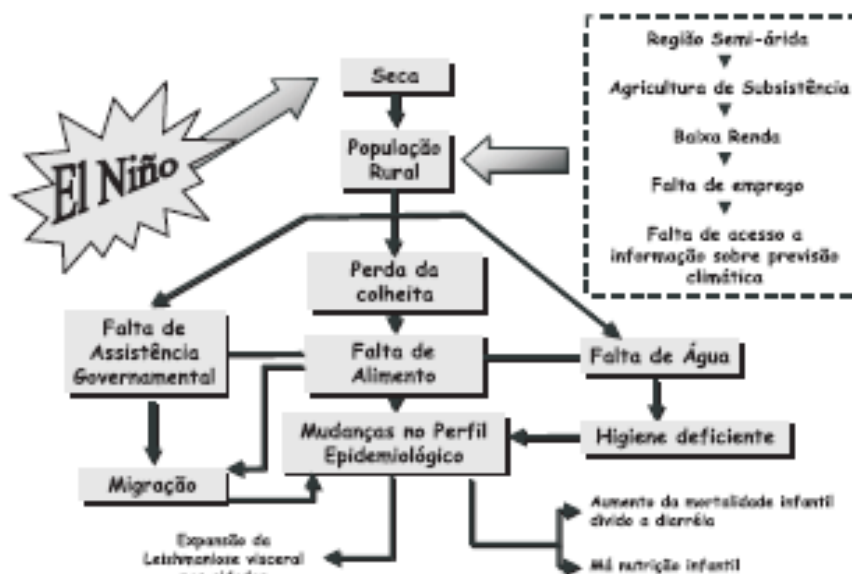 El Niño
Seca
População
Rural
Região Semi-árida
Agricultura de Subsistência
Baixa Renda
Falta de emprego
Falta de acesso a
informação sobre previsão
climática
Perda da
colheita
Falta de
Assistência
Governamental
Falta de
Alimento
Falta de Água
Mudanças no Perfil
Epidemiológico
Higiene deficiente
Migração
Expansão da
Leishmaniose visceral
Aumento da mortalidade infantil
divido a diarréia
Má nutrição infantil